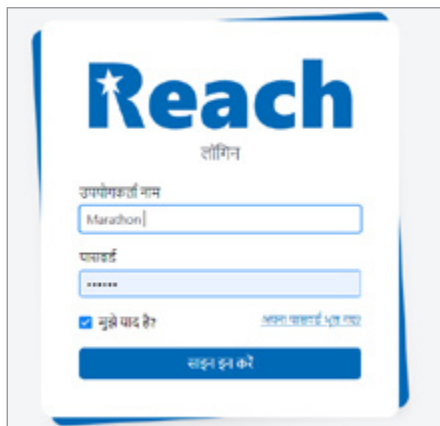 Reach
लॉगिन
उपयोगकर्ता नाम
Marathon
पासवर्ड
••••••
मुझे याद है?
अपना पासवर्ड भूल गए?
साइन इन करें